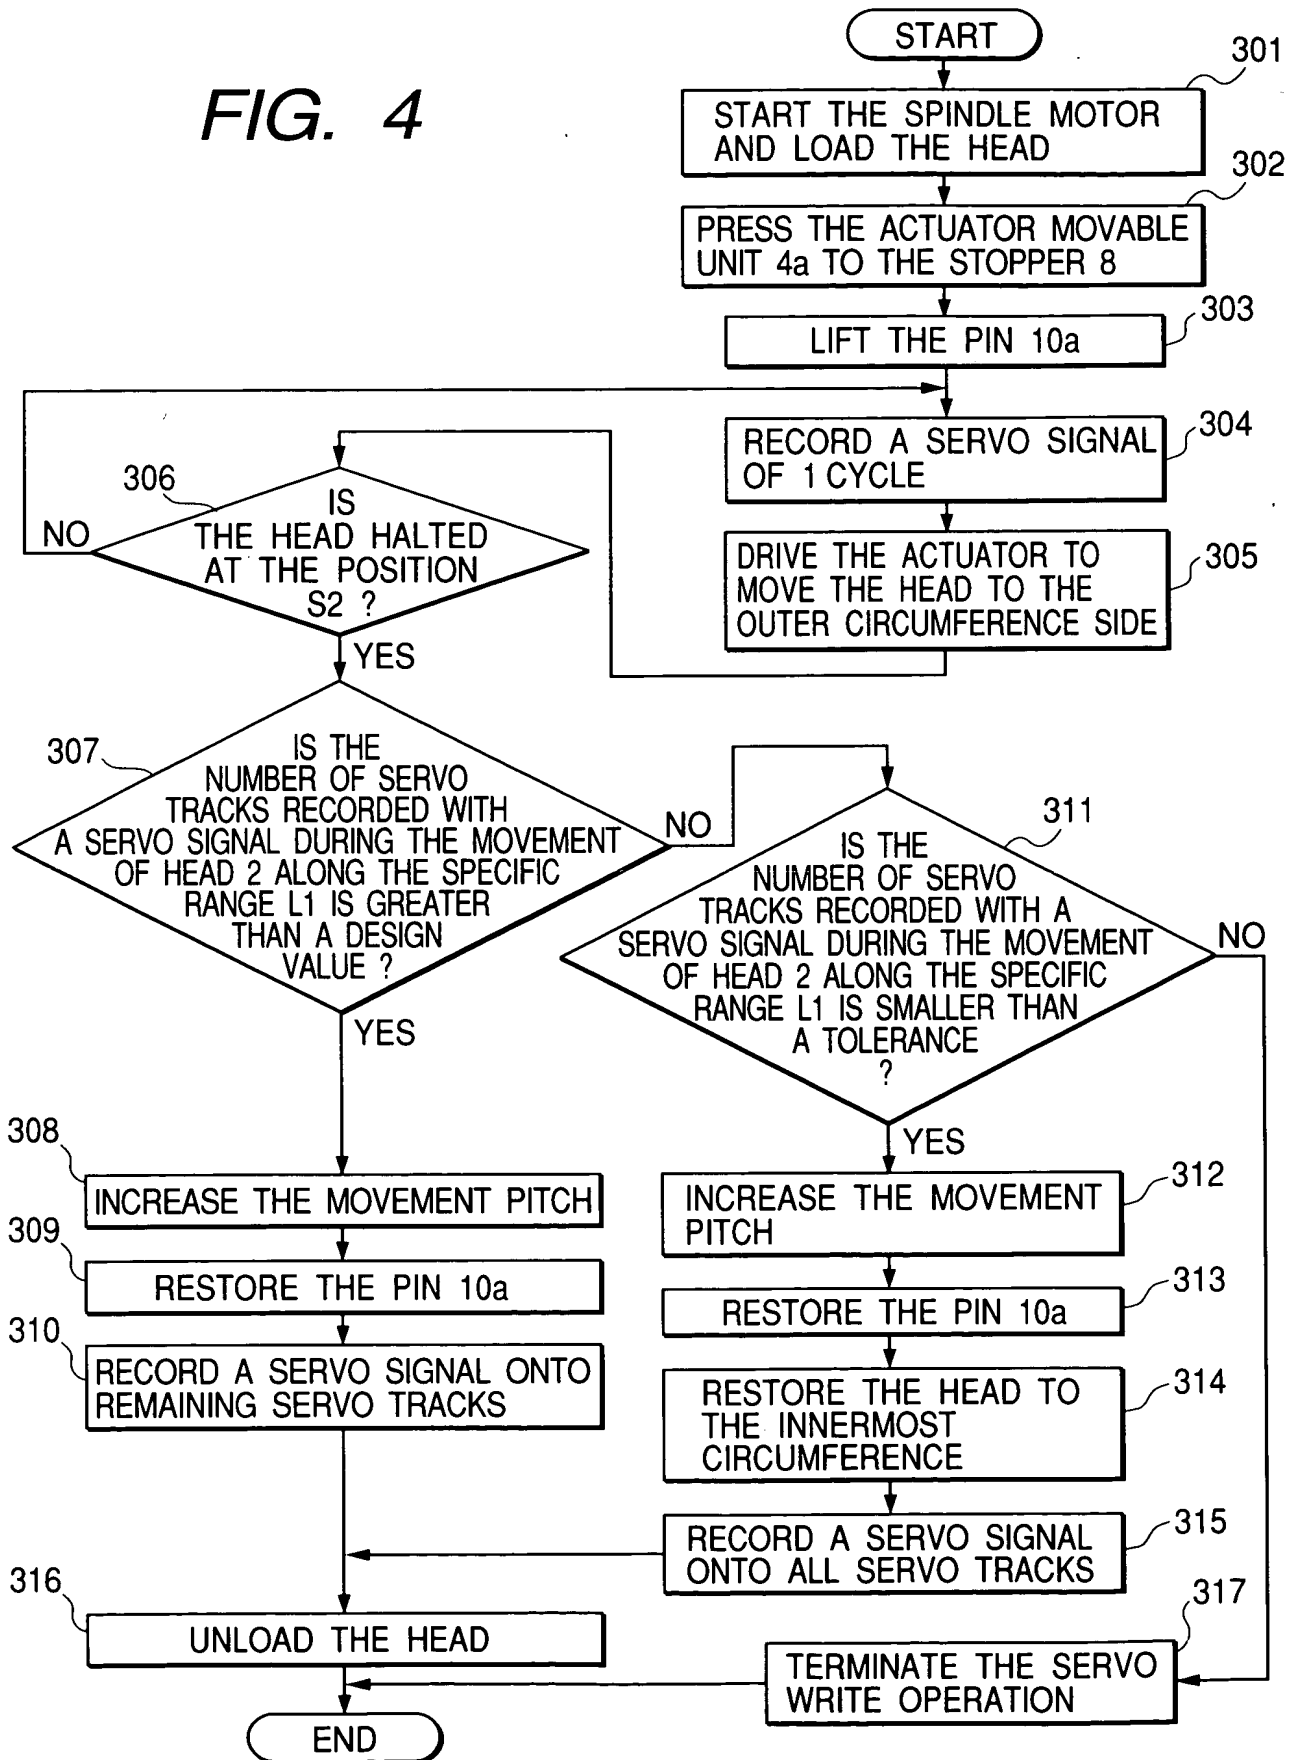 FIG. 4
START
301
START THE SPINDLE MOTOR
AND LOAD THE HEAD
302
PRESS THE ACTUATOR MOVABLE
UNIT 4a TO THE STOPPER 8
303
LIFT THE PIN 10a
304
RECORD A SERVO SIGNAL
OF 1 CYCLE
305
DRIVE THE ACTUATOR TO
MOVE THE HEAD TO THE
OUTER CIRCUMFERENCE SIDE
306
IS
THE HEAD HALTED
AT THE POSITION
S2 ?
NO
YES
307
IS THE
NUMBER OF SERVO
TRACKS RECORDED WITH
A SERVO SIGNAL DURING THE MOVEMENT
OF HEAD 2 ALONG THE SPECIFIC
RANGE L1 IS GREATER
THAN A DESIGN
VALUE ?
NO
YES
311
IS THE
NUMBER OF SERVO
TRACKS RECORDED WITH A
SERVO SIGNAL DURING THE MOVEMENT
OF HEAD 2 ALONG THE SPECIFIC
RANGE L1 IS SMALLER THAN
A TOLERANCE
?
NO
YES
308
INCREASE THE MOVEMENT PITCH
309
RESTORE THE PIN 10a
310
RECORD A SERVO SIGNAL ONTO
REMAINING SERVO TRACKS
312
INCREASE THE MOVEMENT
PITCH
313
RESTORE THE PIN 10a
314
RESTORE THE HEAD TO
THE INNERMOST
CIRCUMFERENCE
315
RECORD A SERVO SIGNAL
ONTO ALL SERVO TRACKS
316
UNLOAD THE HEAD
317
TERMINATE THE SERVO
WRITE OPERATION
END